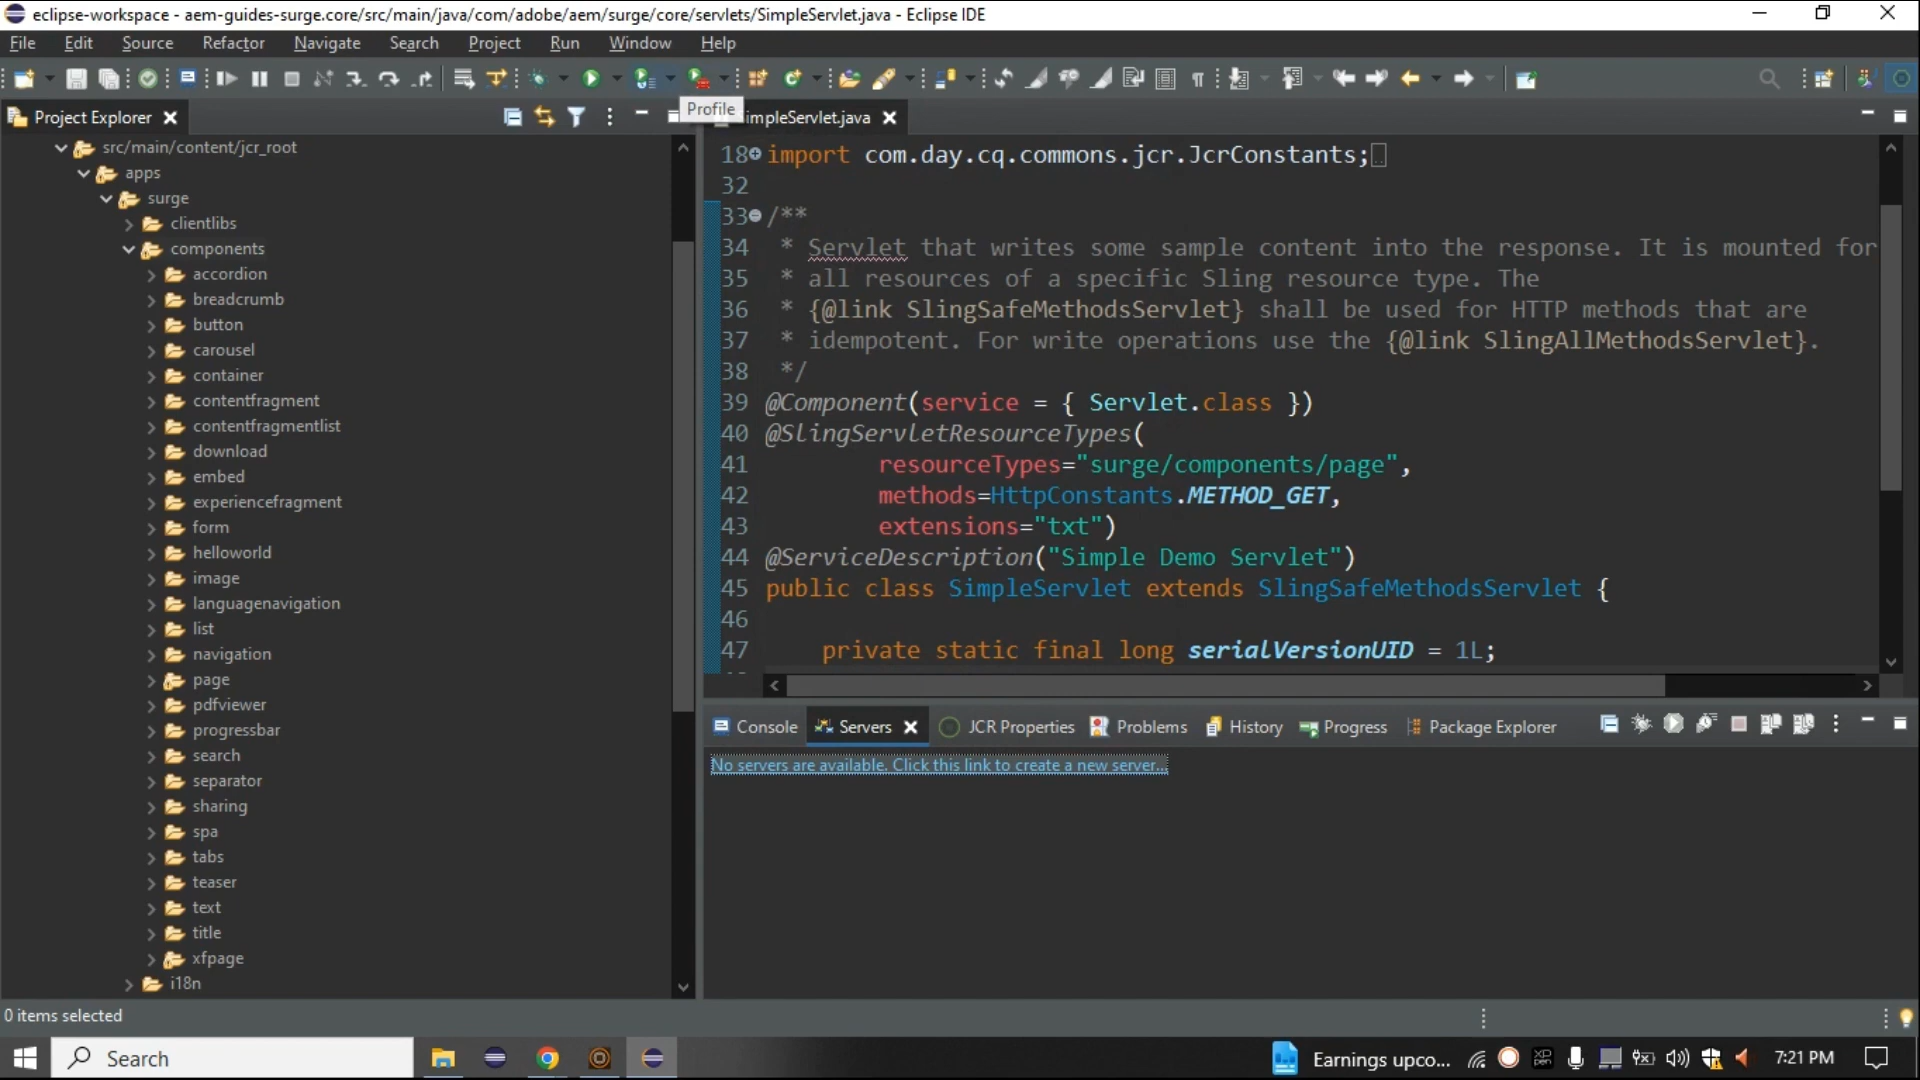 eclipse-workspace - aem-guides-surge.core/src/main/java/com/adobe/aem/surge/core/servlets/SimpleServlet.java - Eclipse IDE
File Edit Source Refactor Navigate Search Project Run Window Help
Project Explorer
Profile
impleServlet.java
src/main/content/jcr_root
apps
surge
clientlibs
components
accordion
breadcrumb
button
carousel
container
contentfragment
contentfragmentlist
download
embed
experiencefragment
form
helloworld
image
languagenavigation
list
navigation
page
pdfviewer
progressbar
search
separator
sharing
spa
tabs
teaser
text
title
xfpage
i18n
18 import com.day.cq.commons.jcr.JcrConstants;
32
33 /**
34 * Servlet that writes some sample content into the response. It is mounted for
35 * all resources of a specific Sling resource type. The
36 * {@link SlingSafeMethodsServlet} shall be used for HTTP methods that are
37 * idempotent. For write operations use the {@link SlingAllMethodsServlet}.
38 */
39 @Component(service = { Servlet.class })
40 @SlingServletResourceTypes(
41 resourceTypes="surge/components/page",
42 methods=HttpConstants.METHOD_GET,
43 extensions="txt")
44 @ServiceDescription("Simple Demo Servlet")
45 public class SimpleServlet extends SlingSafeMethodsServlet {
46
47 private static final long serialVersionUID = 1L;
Console Servers JCR Properties Problems History Progress Package Explorer
No servers are available. Click this link to create a new server...
0 items selected
Search
Earnings upco...
7:21 PM